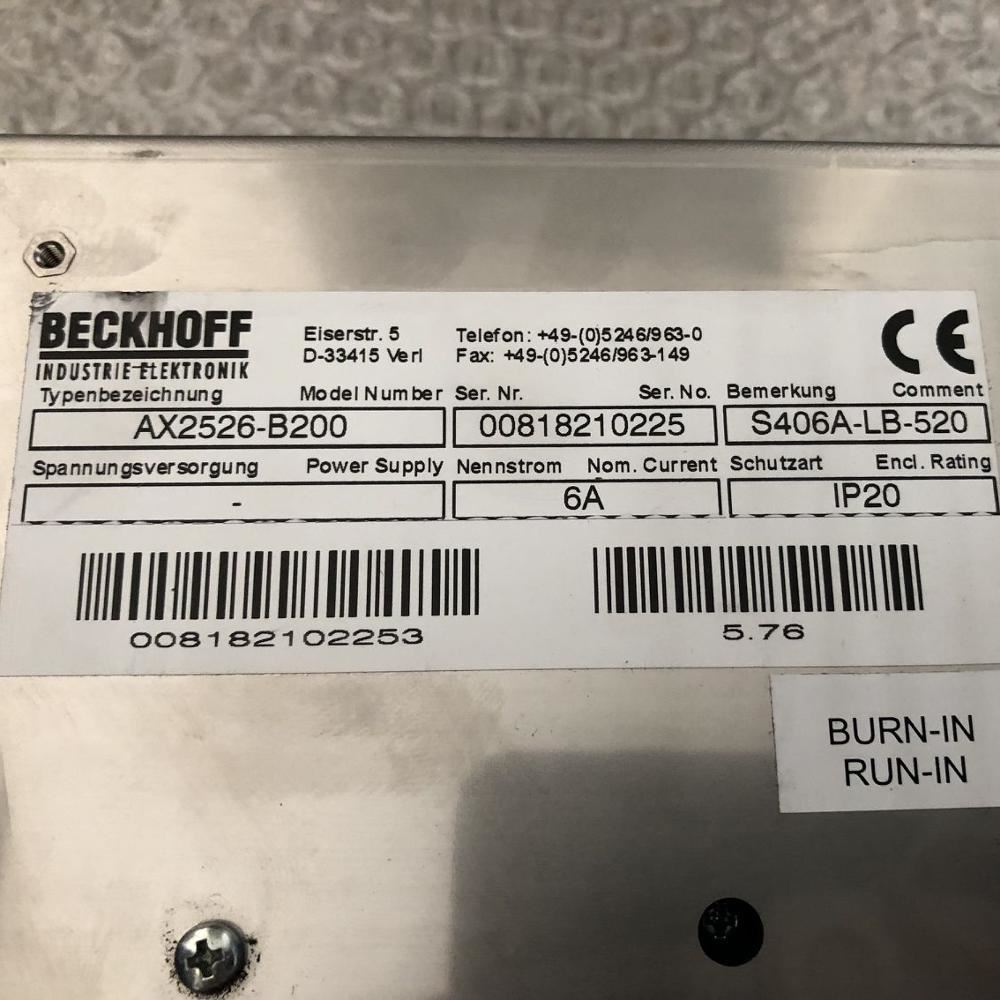 BECKHOFF
INDUSTRIE ELEKTRONIK
Eiserstr. 5
D-33415 Verl
Telefon: +49-(0)5246/963-0
Fax: +49-(0)5246/963-149
CE
Typenbezeichnung Model Number Ser. Nr. Ser. No. Bemerkung Comment
AX2526-B200 00818210225 S406A-LB-520
Spannungsversorgung Power Supply Nennstrom Nom. Current Schutzart Encl. Rating
- 6A IP20
008182102253 5.76
BURN-IN
RUN-IN